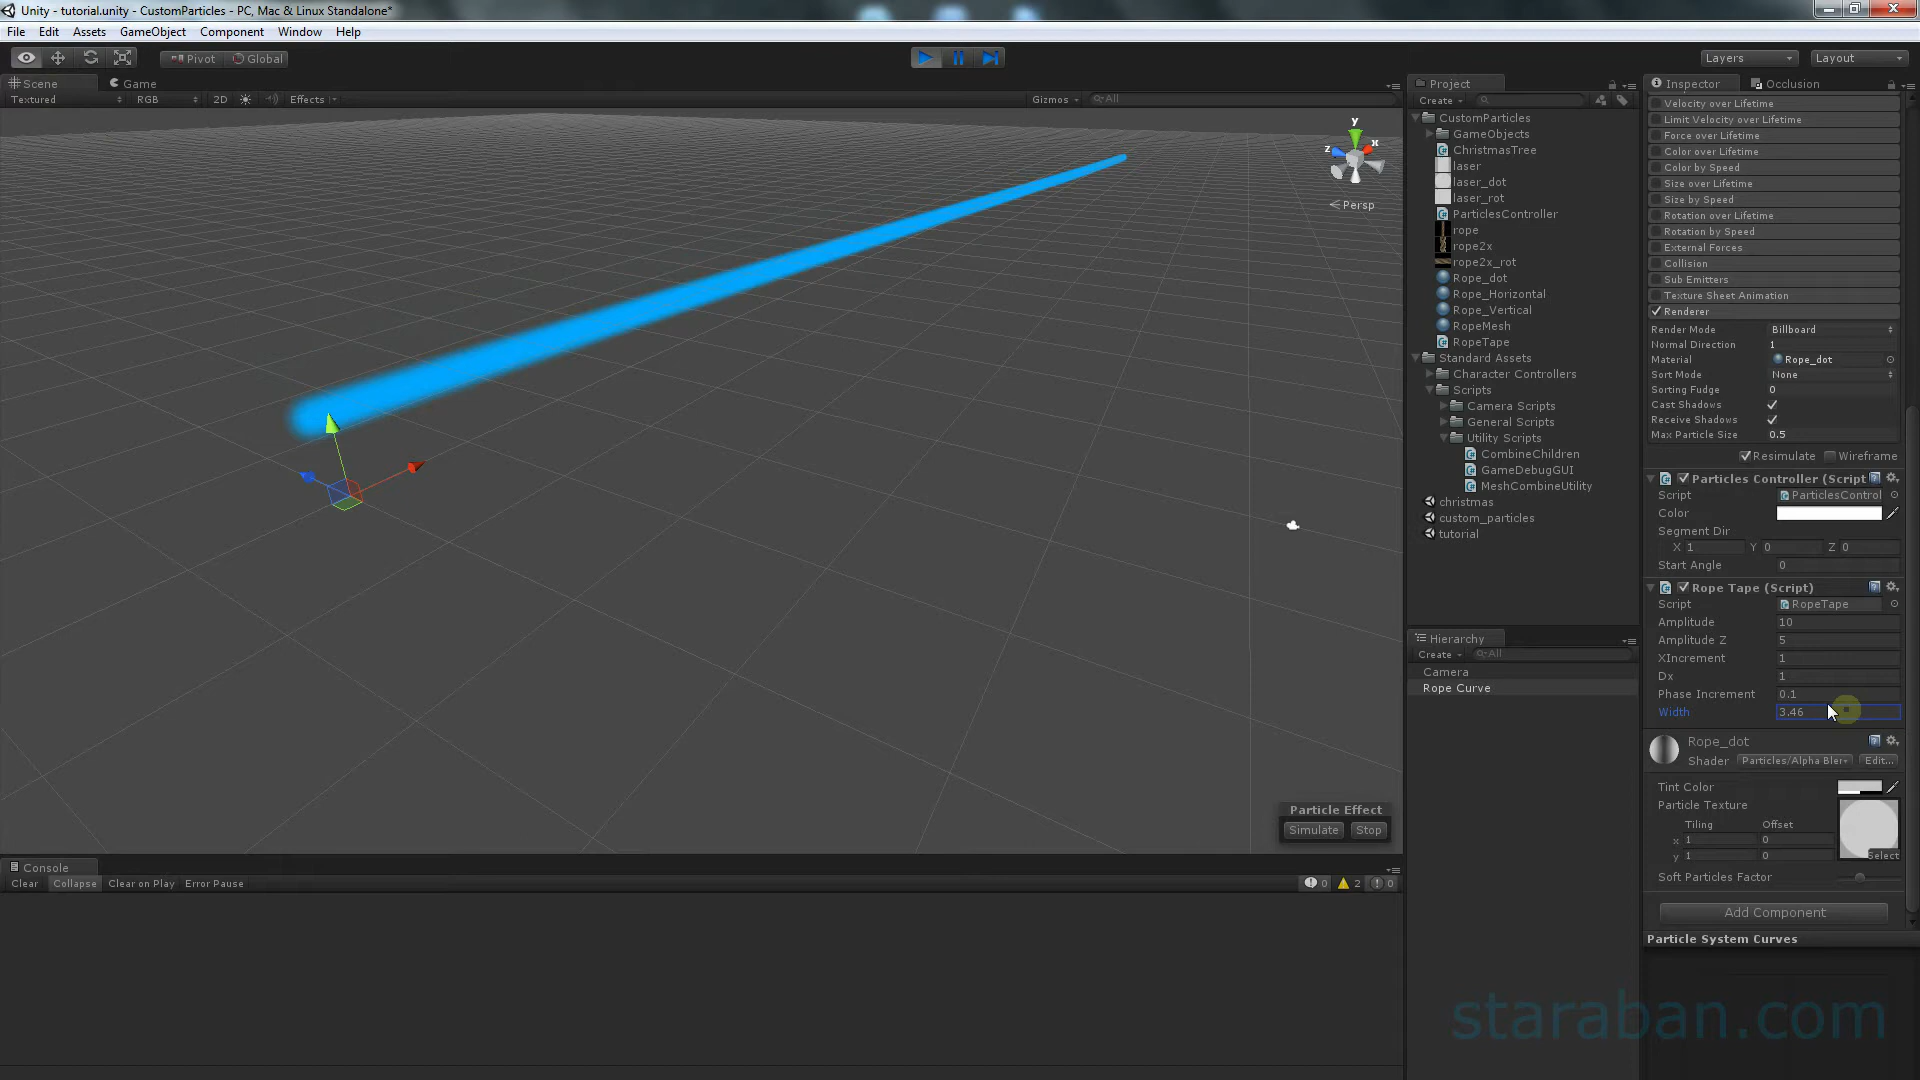 Unity - tutorial.unity - CustomParticles - PC, Mac & Linux Standalone*
File Edit Assets GameObject Component Window Help
Pivot Global Layers Layout
Scene Game
Textured RGB 2D Effects Gizmos All
y
x
z
Persp
Particle Effect
Simulate Stop
Console
Clear Collapse Clear on Play Error Pause 0 2 0
Project
Create
CustomParticles
GameObjects
ChristmasTree
laser
laser_dot
laser_rot
ParticlesController
rope
rope2x
rope2x_rot
Rope_dot
Rope_Horizontal
Rope_Vertical
RopeMesh
RopeTape
Standard Assets
Character Controllers
Scripts
Camera Scripts
General Scripts
Utility Scripts
CombineChildren
GameDebugGUI
MeshCombineUtility
christmas
custom_particles
tutorial
Hierarchy
Create All
Camera
Rope Curve
Inspector Occlusion
Velocity over Lifetime
Limit Velocity over Lifetime
Force over Lifetime
Color over Lifetime
Color by Speed
Size over Lifetime
Size by Speed
Rotation over Lifetime
Rotation by Speed
External Forces
Collision
Sub Emitters
Texture Sheet Animation
Renderer
Render Mode Billboard
Normal Direction 1
Material Rope_dot
Sort Mode None
Sorting Fudge 0
Cast Shadows
Receive Shadows
Max Particle Size 0.5
Resimulate Wireframe
Particles Controller (Script
Script ParticlesControl
Color
Segment Dir
X 1 Y 0 Z 0
Start Angle 0
Rope Tape (Script)
Script RopeTape
Amplitude 10
Amplitude Z 5
XIncrement 1
Dx 1
Phase Increment 0.1
Width 3.46
Rope_dot
Shader Particles/Alpha Bler Edit...
Tint Color
Particle Texture
Tiling Offset
x 1 0
y 1 0
Select
Soft Particles Factor
Add Component
Particle System Curves
staraban.com